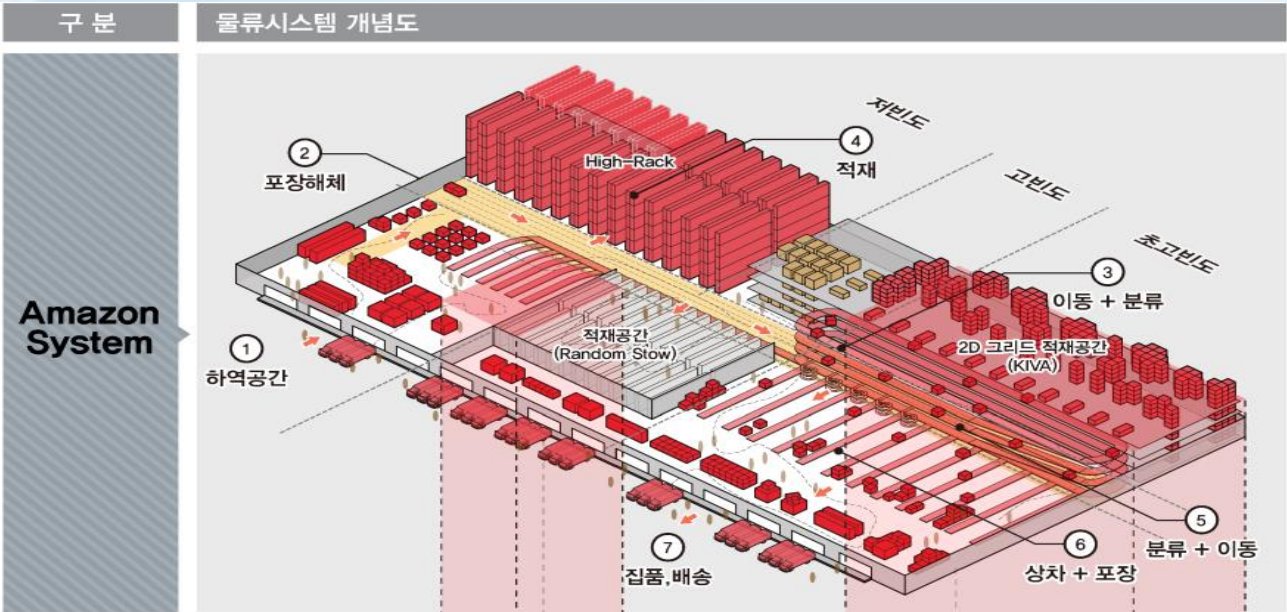 구 분
물류시스템 개념도
Amazon
System
저빈도
고빈도
초고빈도
2
포장해체
High-Rack
4
적재
3
이동 + 분류
1
하역공간
적재공간
(Random Stow)
2D 그리드 적재공간
(KIVA)
5
분류 + 이동
6
상차 + 포장
7
집품,배송